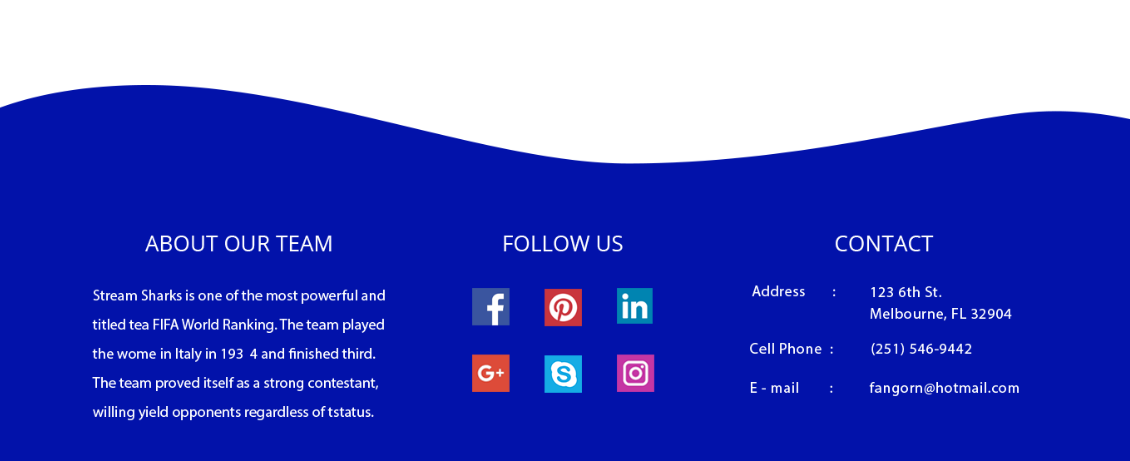 ABOUT OUR TEAM
Stream Sharks is one of the most powerful and
titled tea FIFA World Ranking. The team played
the wome in Italy in 193 4 and finished third.
The team proved itself as a strong contestant,
willing yield opponents regardless of tstatus.
FOLLOW US
CONTACT
Address : 123 6th St.
Melbourne, FL 32904
Cell Phone : (251) 546-9442
E - mail : fangorn@hotmail.com